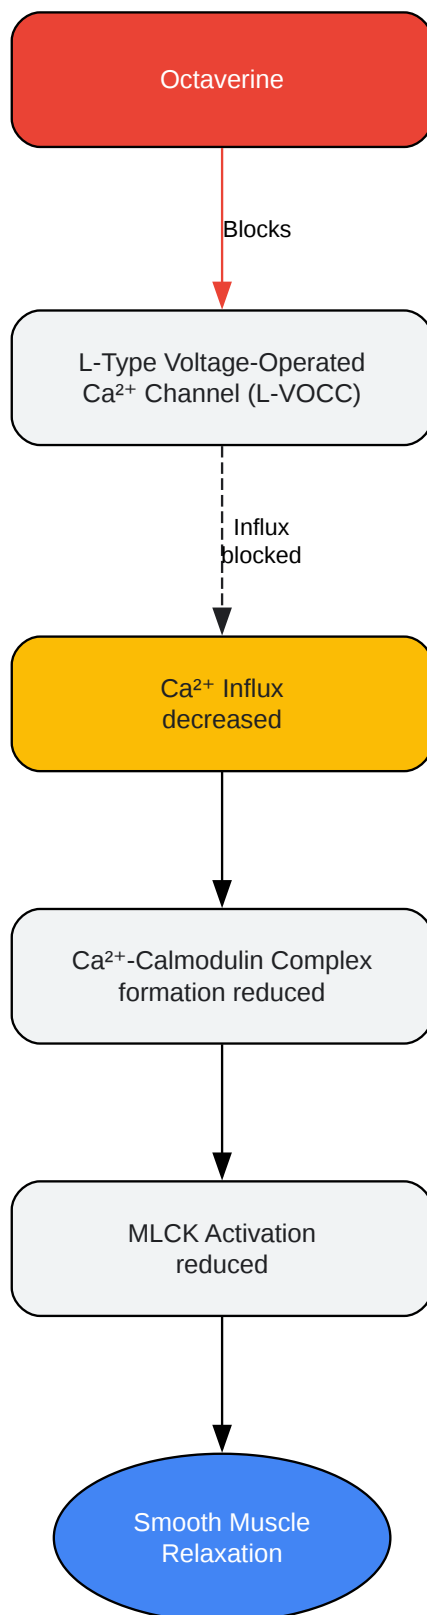 Octaverine
Blocks
L-Type Voltage-Operated
Ca²⁺ Channel (L-VOCC)
Influx
blocked
Ca²⁺ Influx
decreased
Ca²⁺-Calmodulin Complex
formation reduced
MLCK Activation
reduced
Smooth Muscle
Relaxation